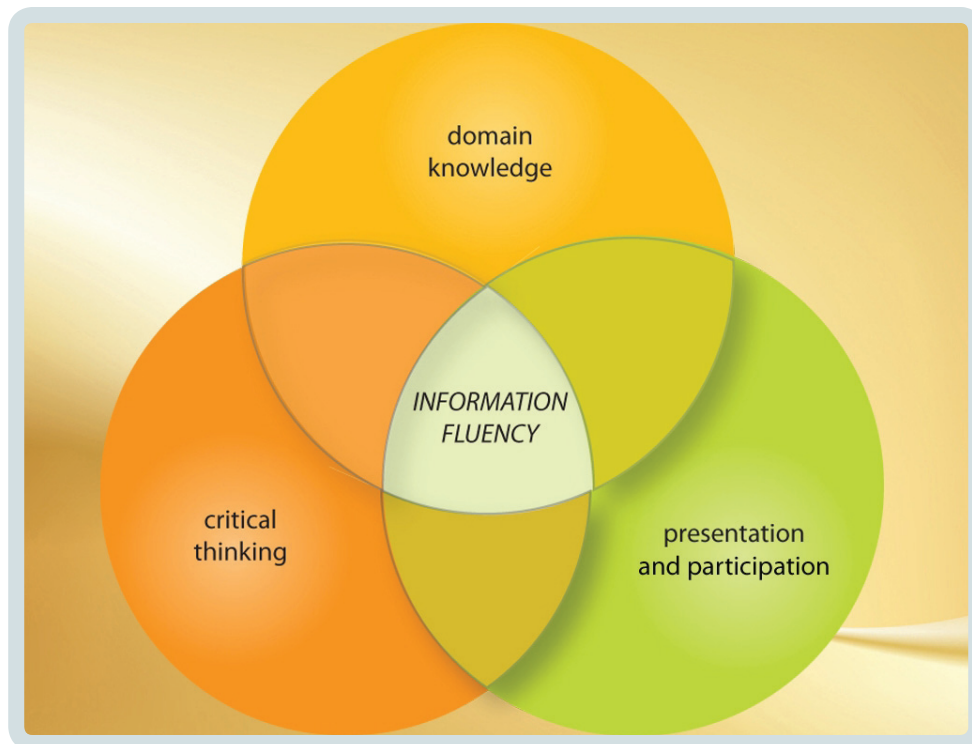 domain
knowledge
INFORMATION
FLUENCY
critical
thinking
presentation
and participation